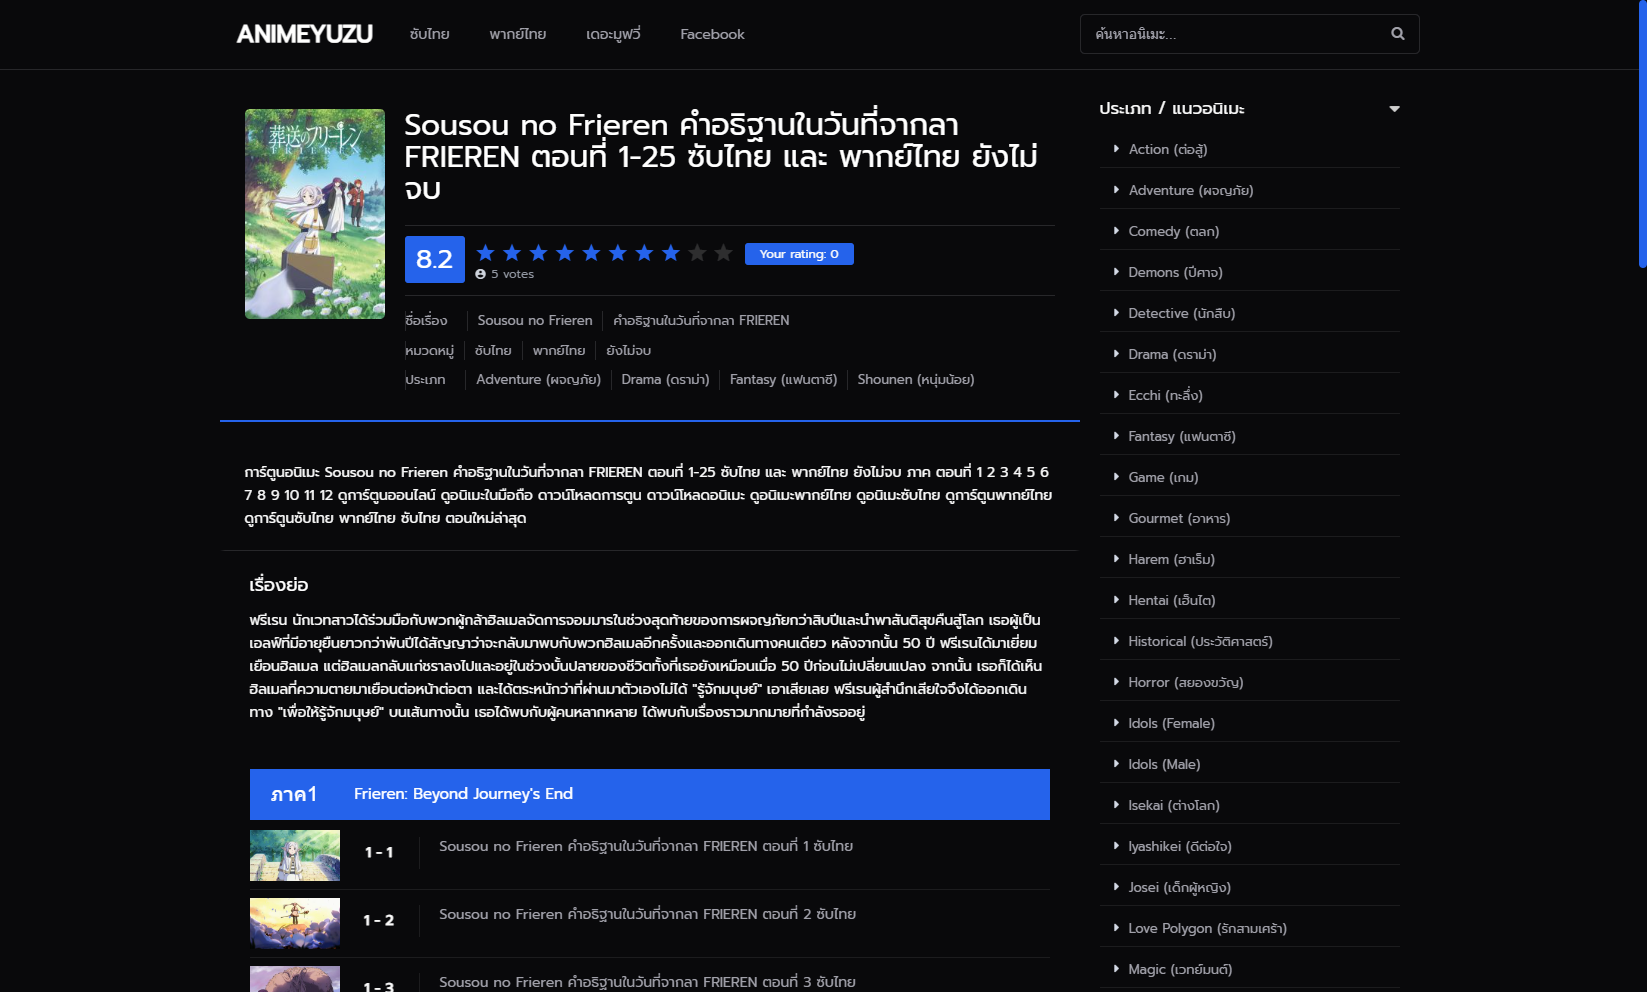 ANIMEYUZU
ซับไทย
พากย์ไทย
เดอะมูฟวี่
Facebook
ค้นหาอนิเมะ...
葬送のフリーレン
FRIEREN
Sousou no Frieren คำอธิฐานในวันที่จากลา
FRIEREN ตอนที่ 1-25 ซับไทย และ พากย์ไทย ยังไม่
จบ
8.2
Your rating: 0
5 votes
ชื่อเรื่อง Sousou no Frieren คำอธิฐานในวันที่จากลา FRIEREN
หมวดหมู่ ซับไทย พากย์ไทย ยังไม่จบ
ประเภท Adventure (ผจญภัย) Drama (ดราม่า) Fantasy (แฟนตาซี) Shounen (หนุ่มน้อย)
การ์ตูนอนิเมะ Sousou no Frieren คำอธิฐานในวันที่จากลา FRIEREN ตอนที่ 1-25 ซับไทย และ พากย์ไทย ยังไม่จบ ภาค ตอนที่ 1 2 3 4 5 6
7 8 9 10 11 12 ดูการ์ตูนออนไลน์ ดูอนิเมะในมือถือ ดาวน์โหลดการตูน ดาวน์โหลดอนิเมะ ดูอนิเมะพากย์ไทย ดูอนิเมะซับไทย ดูการ์ตูนพากย์ไทย
ดูการ์ตูนซับไทย พากย์ไทย ซับไทย ตอนใหม่ล่าสุด
เรื่องย่อ
ฟรีเรน นักเวทสาวได้ร่วมมือกับพวกผู้กล้าฮิลเมลจัดการจอมมารในช่วงสุดท้ายของการผจญภัยกว่าสิบปีและนำพาสันติสุขคืนสู่โลก เธอผู้เป็น
เอลฟ์ที่มีอายุยืนยาวกว่าพันปีได้สัญญาว่าจะกลับมาพบกับพวกฮิลเมลอีกครั้งและออกเดินทางคนเดียว หลังจากนั้น 50 ปี ฟรีเรนได้มาเยี่ยม
เยือนฮิลเมล แต่ฮิลเมลกลับแก่ชราลงไปและอยู่ในช่วงบั้นปลายของชีวิตทั้งที่เธอยังเหมือนเมื่อ 50 ปีก่อนไม่เปลี่ยนแปลง จากนั้น เธอก็ได้เห็น
ฮิลเมลที่ความตายมาเยือนต่อหน้าต่อตา และได้ตระหนักว่าที่ผ่านมาตัวเองไม่ได้ "รู้จักมนุษย์" เอาเสียเลย ฟรีเรนผู้สำนึกเสียใจจึงได้ออกเดิน
ทาง "เพื่อให้รู้จักมนุษย์" บนเส้นทางนั้น เธอได้พบกับผู้คนหลากหลาย ได้พบกับเรื่องราวมากมายที่กำลังรออยู่
ภาค1 Frieren: Beyond Journey's End
1 - 1 Sousou no Frieren คำอธิฐานในวันที่จากลา FRIEREN ตอนที่ 1 ซับไทย
1 - 2 Sousou no Frieren คำอธิฐานในวันที่จากลา FRIEREN ตอนที่ 2 ซับไทย
1 - 3 Sousou no Frieren คำอธิฐานในวันที่จากลา FRIEREN ตอนที่ 3 ซับไทย
ประเภท / แนวอนิเมะ
Action (ต่อสู้)
Adventure (ผจญภัย)
Comedy (ตลก)
Demons (ปีศาจ)
Detective (นักสืบ)
Drama (ดราม่า)
Ecchi (ทะลึ่ง)
Fantasy (แฟนตาซี)
Game (เกม)
Gourmet (อาหาร)
Harem (ฮาเร็ม)
Hentai (เฮ็นไต)
Historical (ประวัติศาสตร์)
Horror (สยองขวัญ)
Idols (Female)
Idols (Male)
Isekai (ต่างโลก)
Iyashikei (ดีต่อใจ)
Josei (เด็กผู้หญิง)
Love Polygon (รักสามเศร้า)
Magic (เวทย์มนต์)